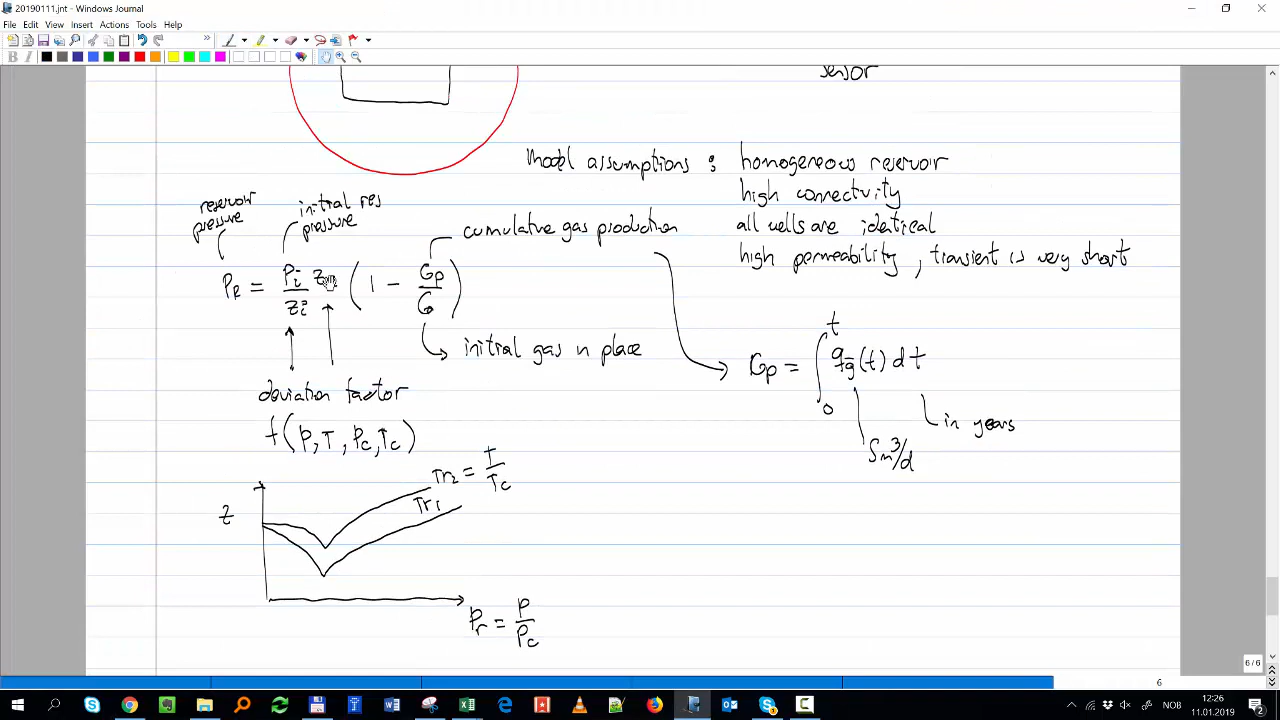 20190111.jnt - Windows Journal
File Edit View Insert Actions Tools Help
B I
sensor
Model assumptions : homogeneous reservoir
high connectivity
all wells are identical
high permeability, transient is very short
reservoir pressure
initial res pressure
cumulative gas production
PR = Pi/zi z (1 - Gp/G)
initial gas in place
deviation factor
f(P, T, Pc, Tc)
Gp = ∫0^t qg̅(t) dt
in years
Sm³/d
z
Tr2 = T/Tc
Tr1
Pr = P/Pc
6/6
6
NOB
12:26
11.01.2019